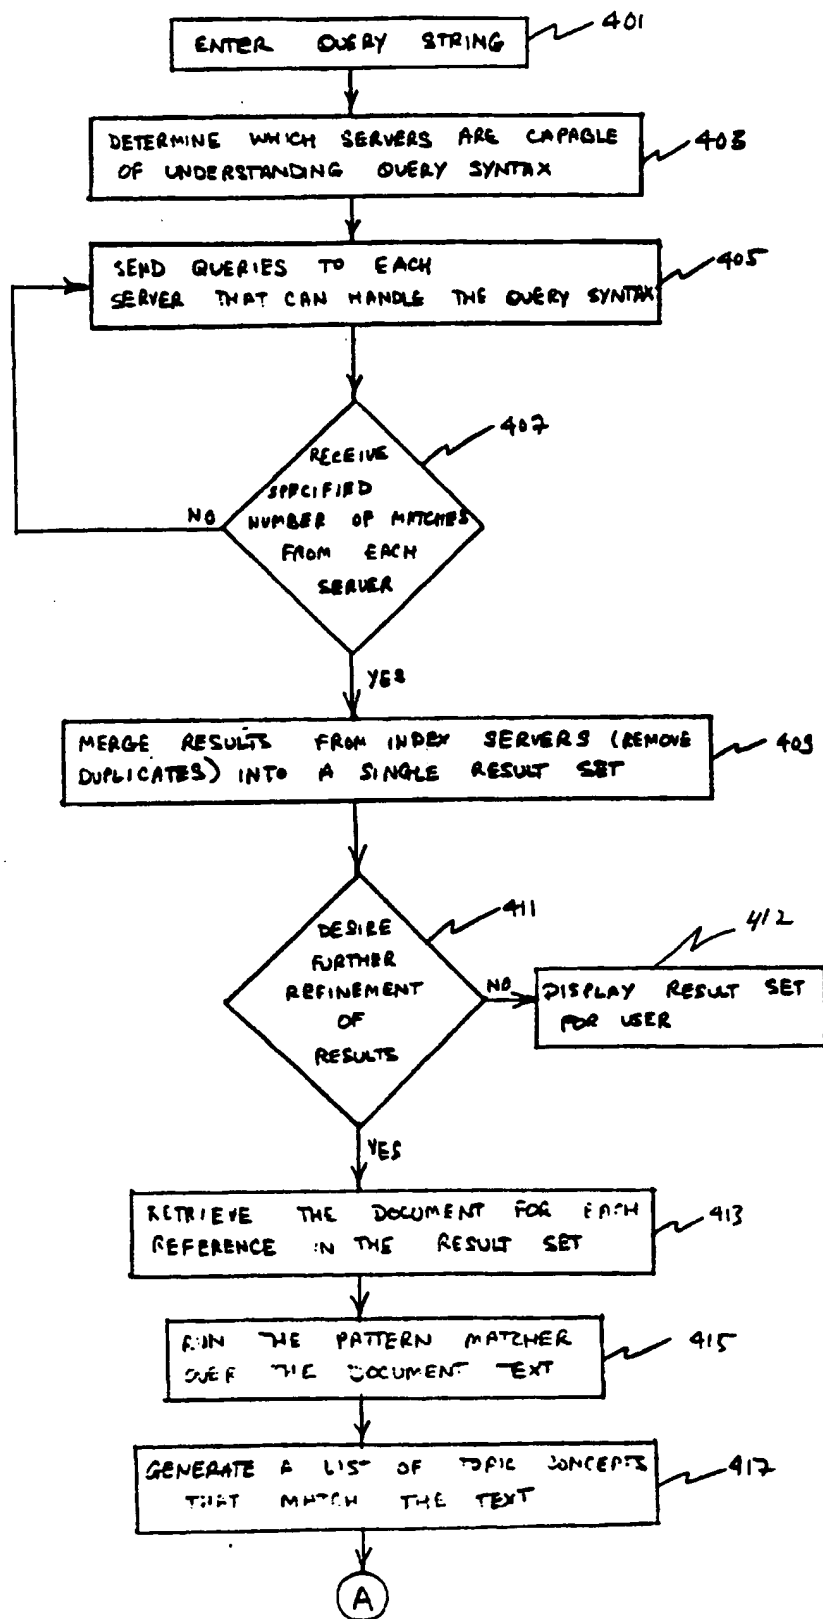 ENTER QUERY STRING
401
DETERMINE WHICH SERVERS ARE CAPABLE
OF UNDERSTANDING QUERY SYNTAX
403
SEND QUERIES TO EACH
SERVER THAT CAN HANDLE THE QUERY SYNTAX
405
RECEIVE
SPECIFIED
NUMBER OF MATCHES
FROM EACH
SERVER
407
NO
YES
MERGE RESULTS FROM INDEX SERVERS (REMOVE
DUPLICATES) INTO A SINGLE RESULT SET
409
DESIRE
FURTHER
REFINEMENT
OF
RESULTS
411
NO
412
DISPLAY RESULT SET
FOR USER
YES
RETRIEVE THE DOCUMENT FOR EACH
REFERENCE IN THE RESULT SET
413
RUN THE PATTERN MATCHER
OVER THE DOCUMENT TEXT
415
GENERATE A LIST OF TOPIC CONCEPTS
THAT MATCH THE TEXT
417
A